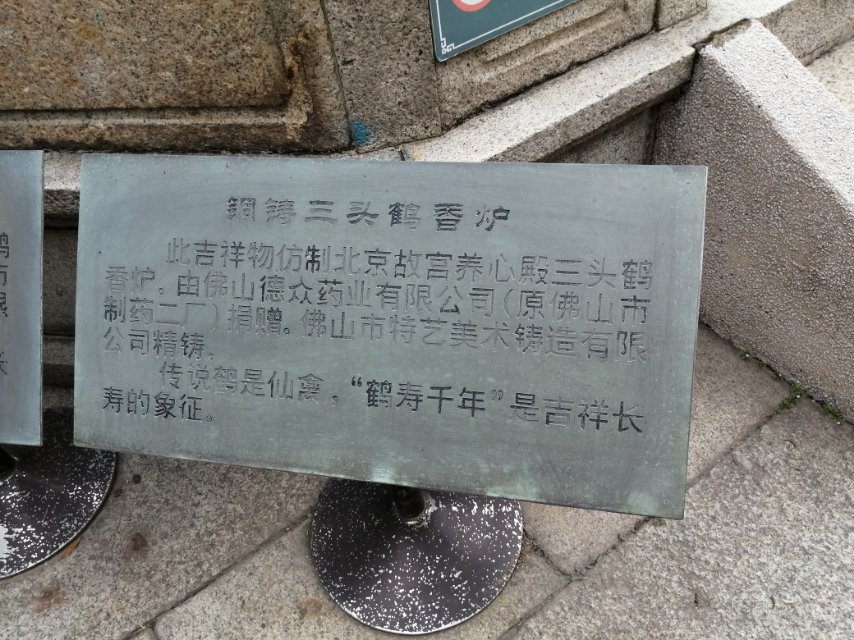 铜铸三头鹤香炉
此吉祥物仿制北京故宫养心殿三头鹤
香炉。由佛山德众药业有限公司(原佛山市
制药二厂)捐赠。佛山市特艺美术铸造有限
公司精铸。
传说鹤是仙禽，“鹤寿千年”是吉祥长
寿的象征。